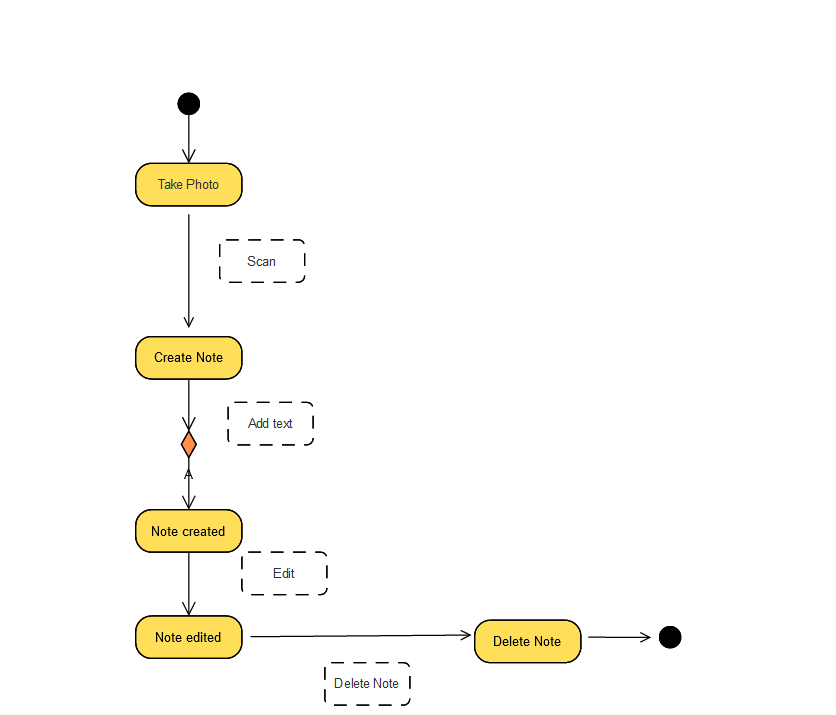 Take Photo
Scan
Create Note
Add text
A
Note created
Edit
Note edited
Delete Note
Delete Note